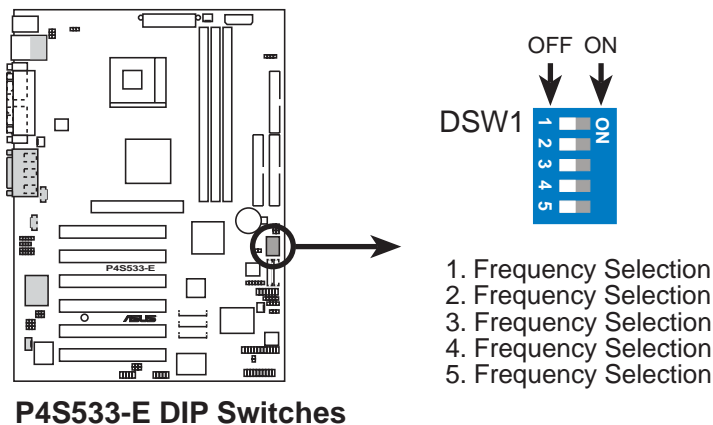 OFF ON
DSW1
ON
1
2
3
4
5
P4S533-E
ASUS
1. Frequency Selection
2. Frequency Selection
3. Frequency Selection
4. Frequency Selection
5. Frequency Selection
P4S533-E DIP Switches